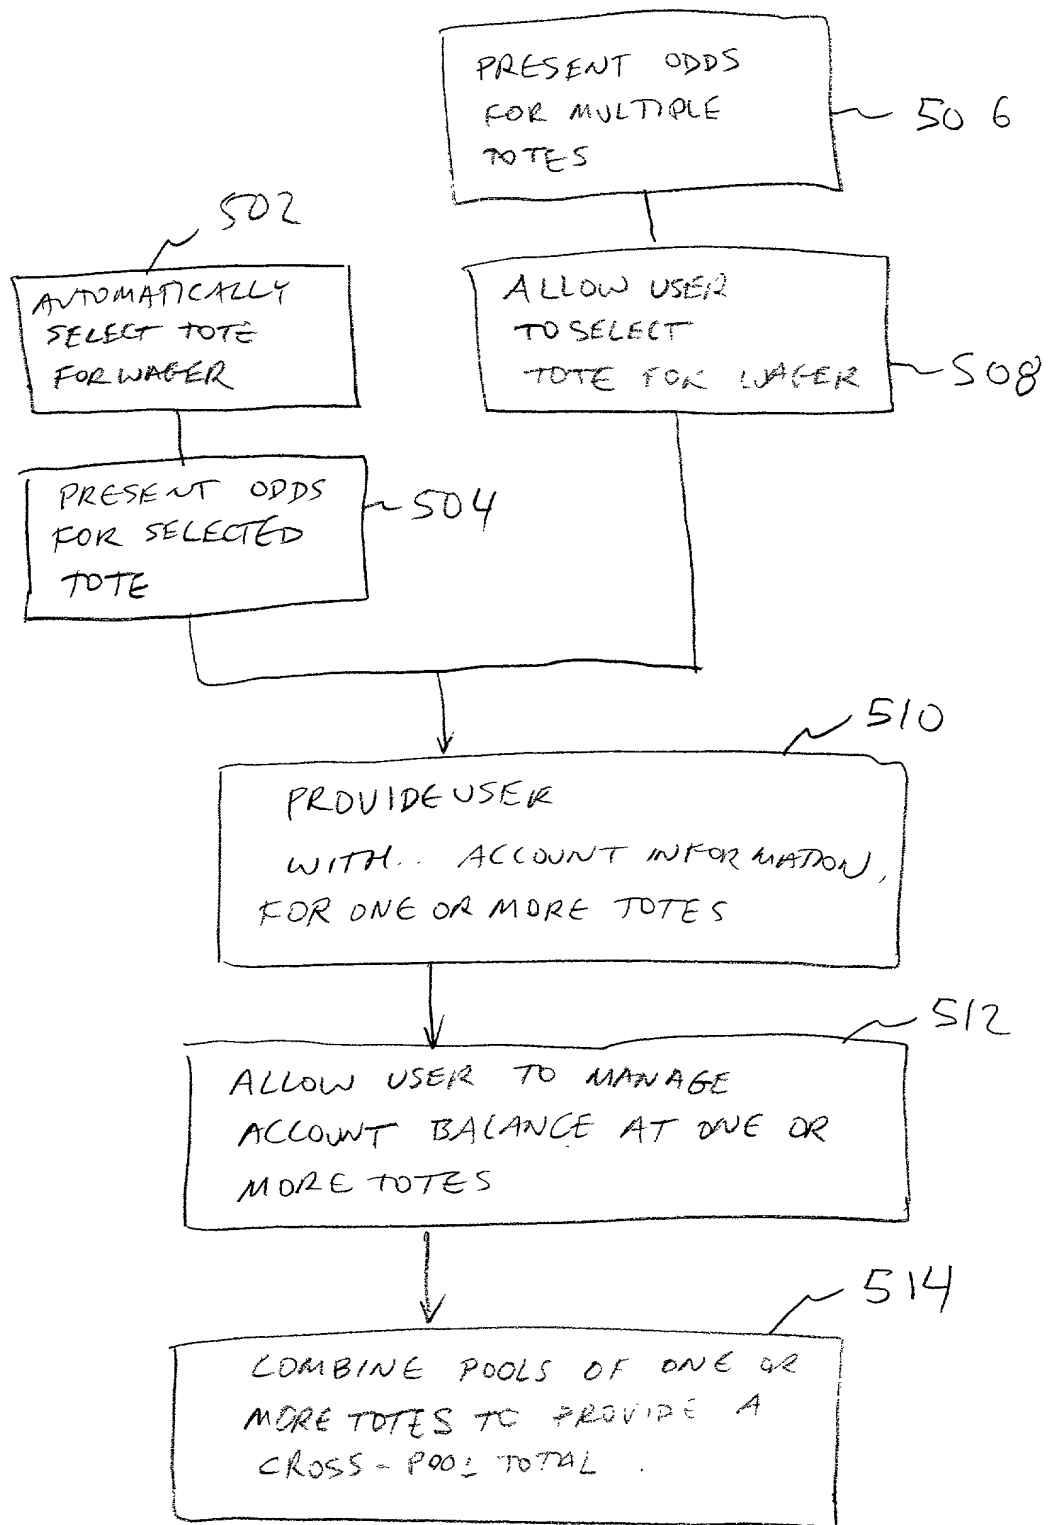 PRESENT ODDS
FOR MULTIPLE
TOTES
506
502
AUTOMATICALLY
SELECT TOTE
FOR WAGER
ALLOW USER
TO SELECT
TOTE FOR WAGER
508
PRESENT ODDS
FOR SELECTED
TOTE
504
510
PROVIDE USER
WITH.. ACCOUNT INFORMATION,
FOR ONE OR MORE TOTES
512
ALLOW USER TO MANAGE
ACCOUNT BALANCE AT ONE OR
MORE TOTES
514
COMBINE POOLS OF ONE OR
MORE TOTES TO PROVIDE A
CROSS-POOL TOTAL.